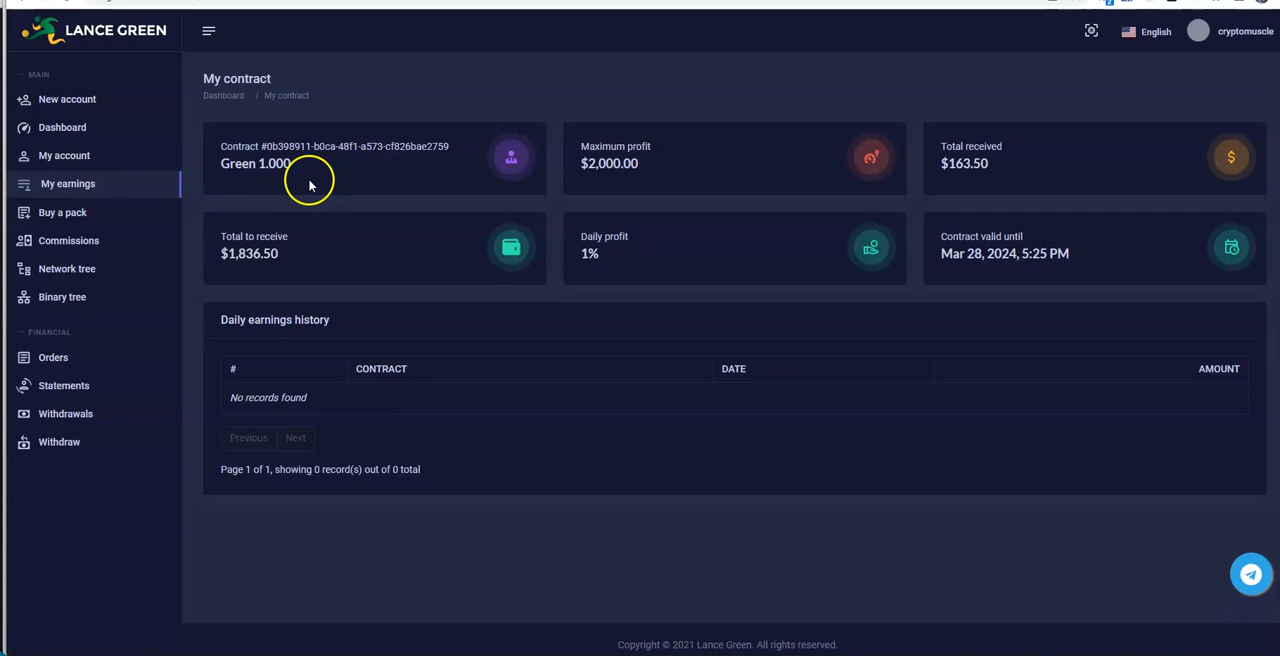 LANCE GREEN
English
cryptomuscle
MAIN
New account
Dashboard
My account
My earnings
Buy a pack
Commissions
Network tree
Binary tree
FINANCIAL
Orders
Statements
Withdrawals
Withdraw
My contract
Dashboard / My contract
Contract #0b398911-b0ca-48f1-a573-cf826bae2759
Green 1.000
Maximum profit
$2,000.00
Total received
$163.50
Total to receive
$1,836.50
Daily profit
1%
Contract valid until
Mar 28, 2024, 5:25 PM
Daily earnings history
# CONTRACT DATE AMOUNT
No records found
Previous Next
Page 1 of 1, showing 0 record(s) out of 0 total
Copyright © 2021 Lance Green. All rights reserved.